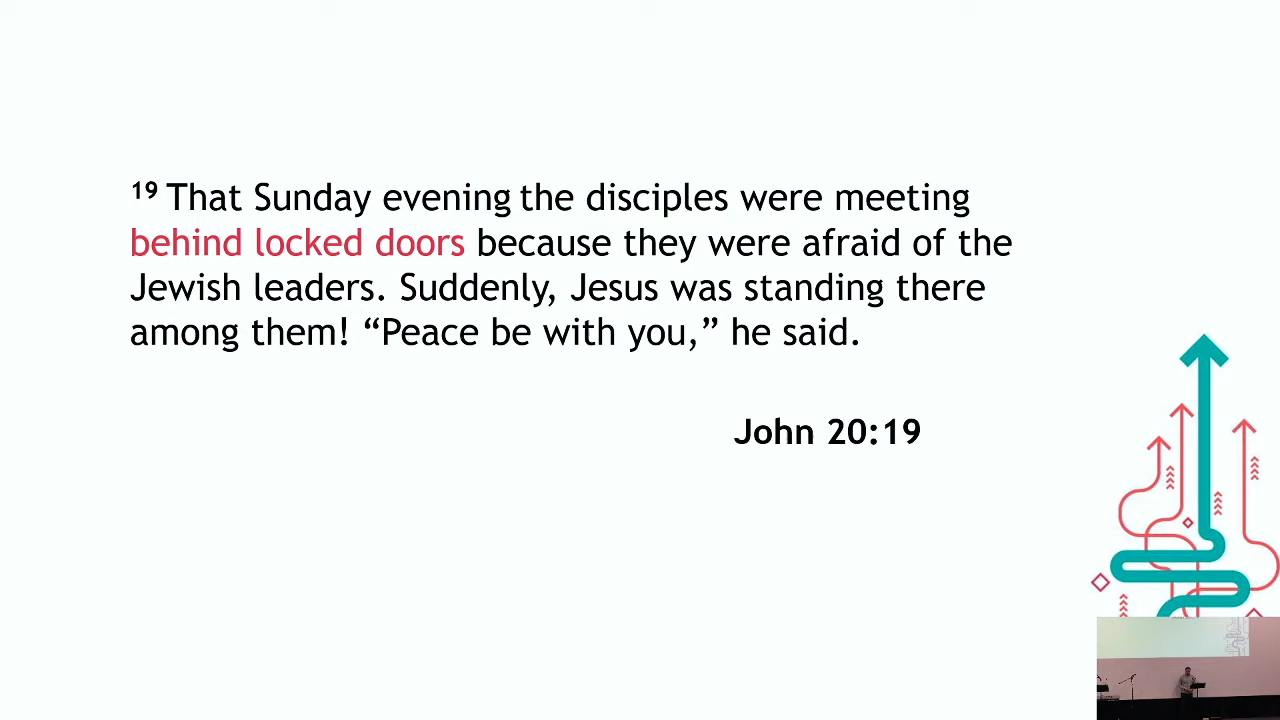 19 That Sunday evening the disciples were meeting
behind locked doors because they were afraid of the
Jewish leaders. Suddenly, Jesus was standing there
among them! “Peace be with you,” he said.
John 20:19